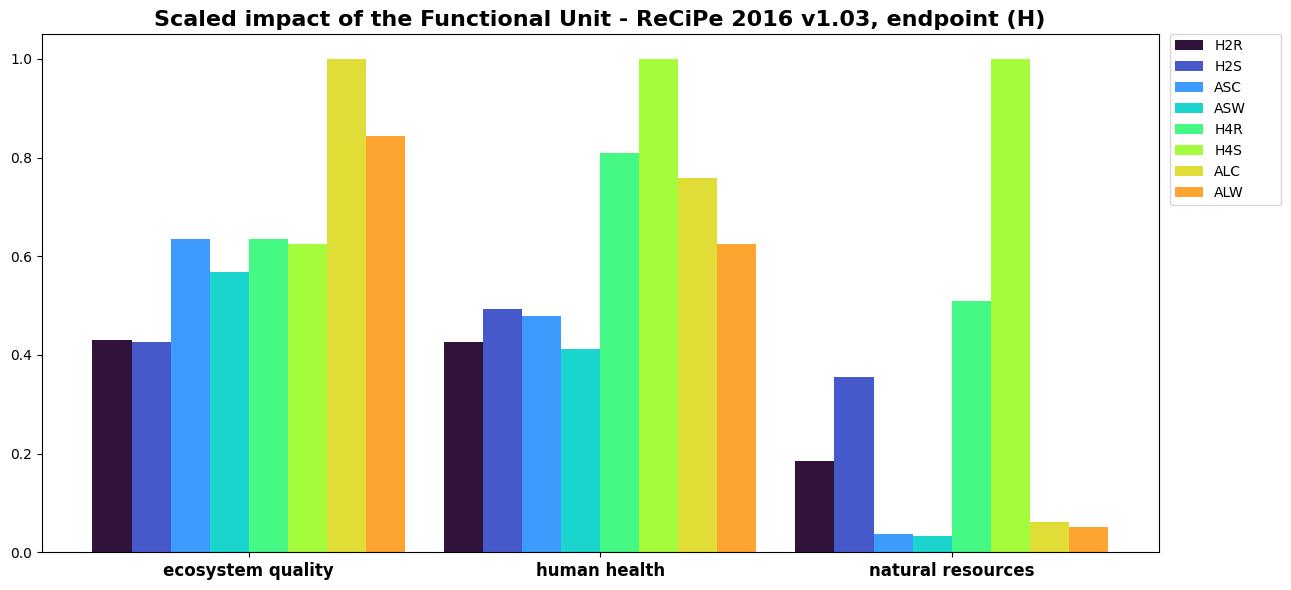 Scaled impact of the Functional Unit - ReCiPe 2016 v1.03, endpoint (H)
1.0
0.8
0.6
0.4
0.2
0.0
ecosystem quality
human health
natural resources
H2R
H2S
ASC
ASW
H4R
H4S
ALC
ALW